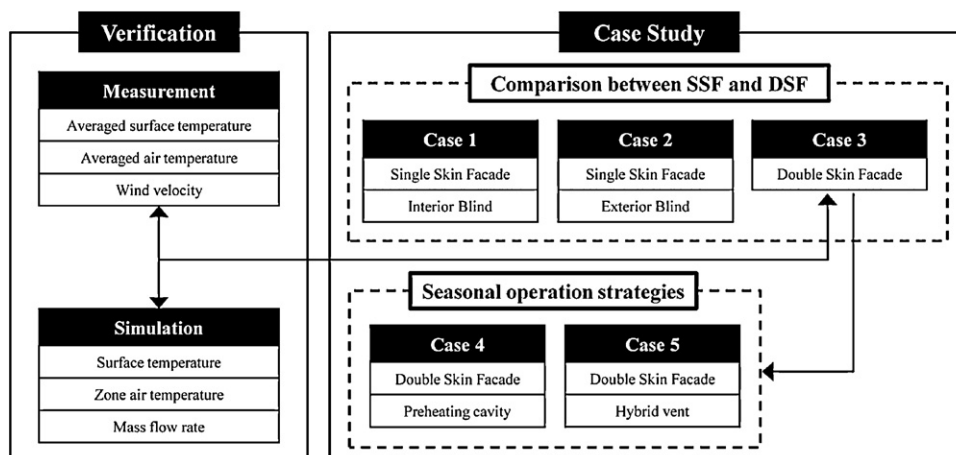 Verification
Measurement
Averaged surface temperature
Averaged air temperature
Wind velocity
Simulation
Surface temperature
Zone air temperature
Mass flow rate
Case Study
Comparison between SSF and DSF
Case 1
Single Skin Facade
Interior Blind
Case 2
Single Skin Facade
Exterior Blind
Case 3
Double Skin Facade
Seasonal operation strategies
Case 4
Double Skin Facade
Preheating cavity
Case 5
Double Skin Facade
Hybrid vent